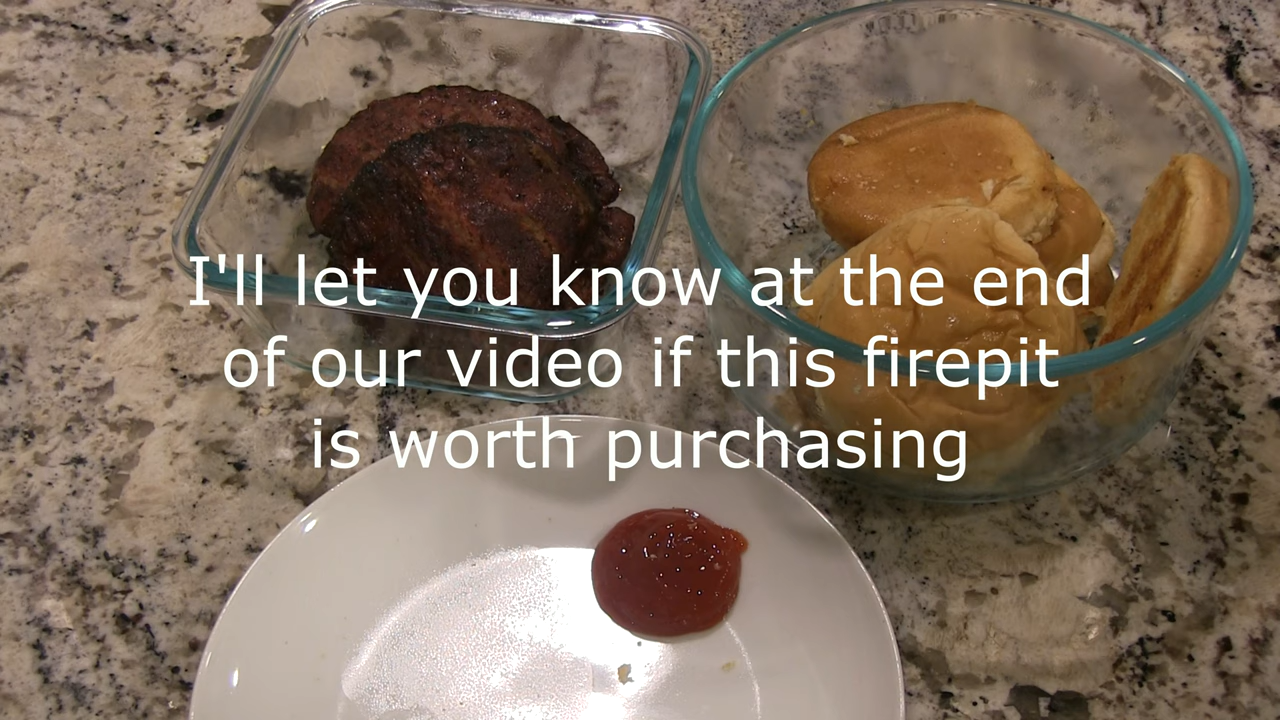 I'll let you know at the end
of our video if this firepit
is worth purchasing